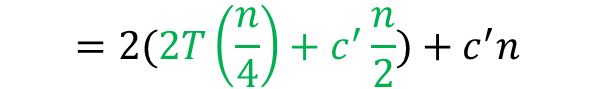 = 2(2T(n/4) + c′ n/2) + c′n